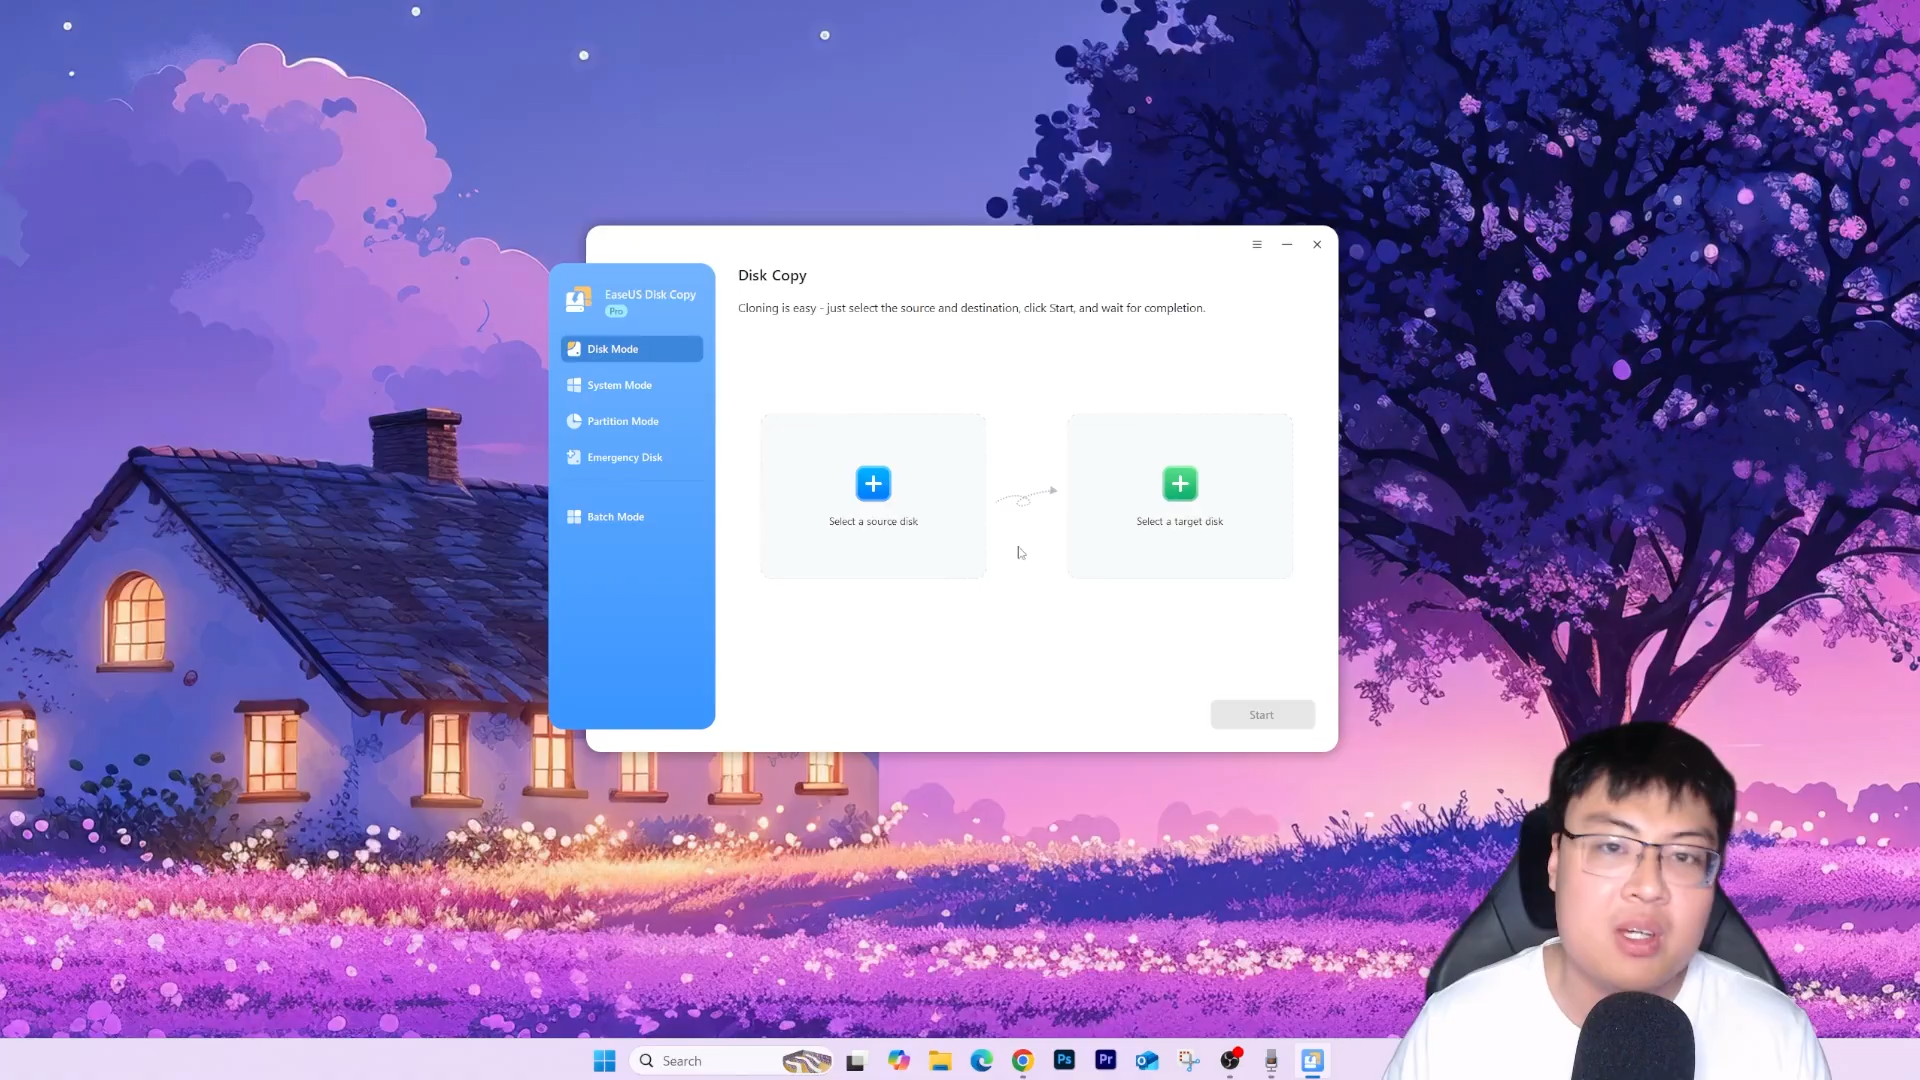 Disk Copy
Cloning is easy - just select the source and destination, click Start, and wait for completion.
EaseUS Disk Copy
Pro
Disk Mode
System Mode
Partition Mode
Emergency Disk
Batch Mode
Select a source disk
Select a target disk
Start
Search
Ps
Pr